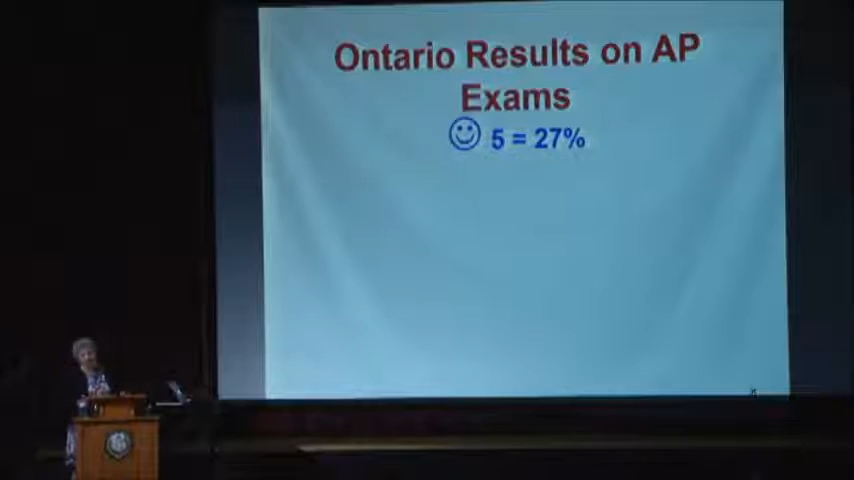 Ontario Results on AP
Exams
☺ 5 = 27%